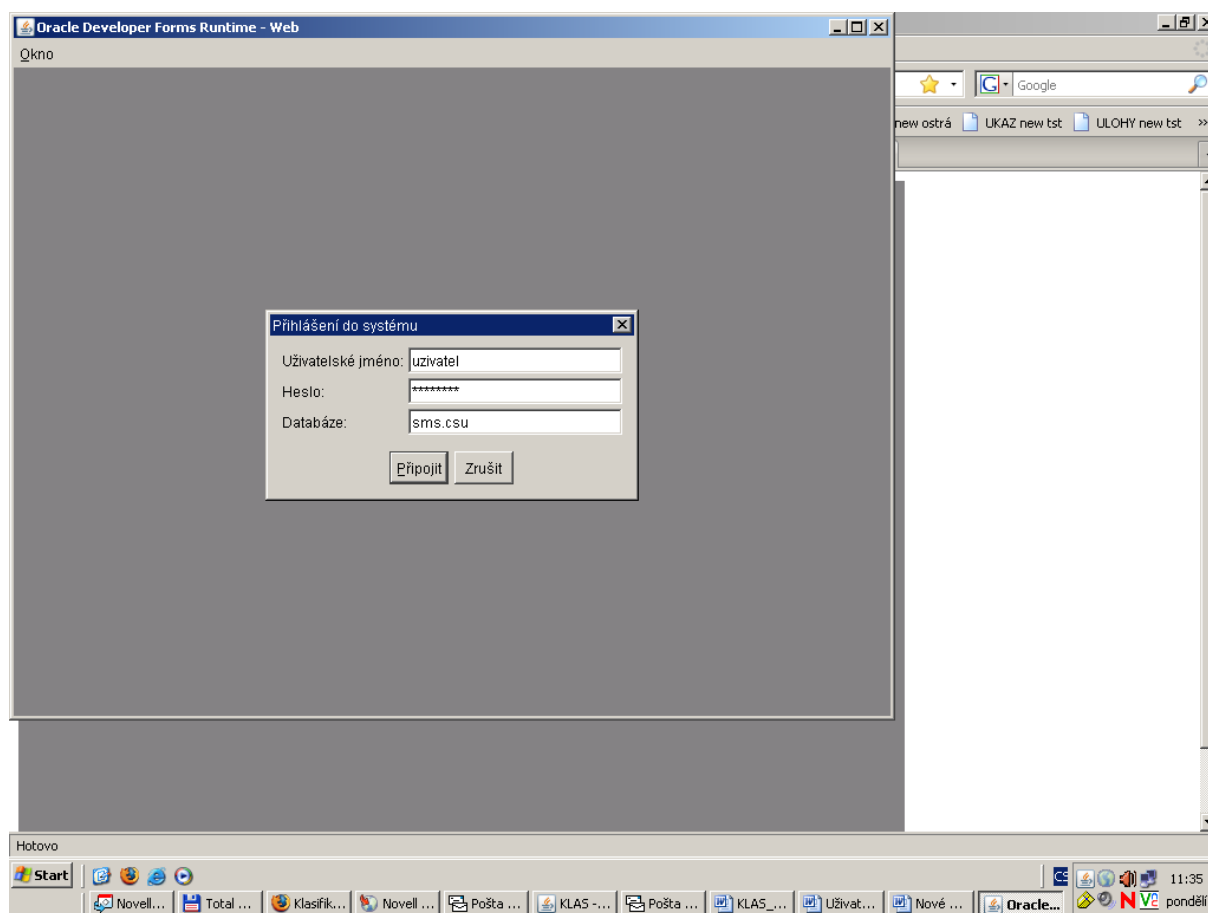 Oracle Developer Forms Runtime - Web
Okno
Google
new ostrá UKAZ new tst ULOHY new tst »
Přihlášení do systému
Uživatelské jméno: uzivatel
Heslo: ********
Databáze: sms.csu
Připojit Zrušit
Hotovo
Start CS 11:35
Novell... Total ... Klasifik... Novell ... Pošta ... KLAS -... Pošta ... KLAS_... Uživat... Nové ... Oracle... pondělí